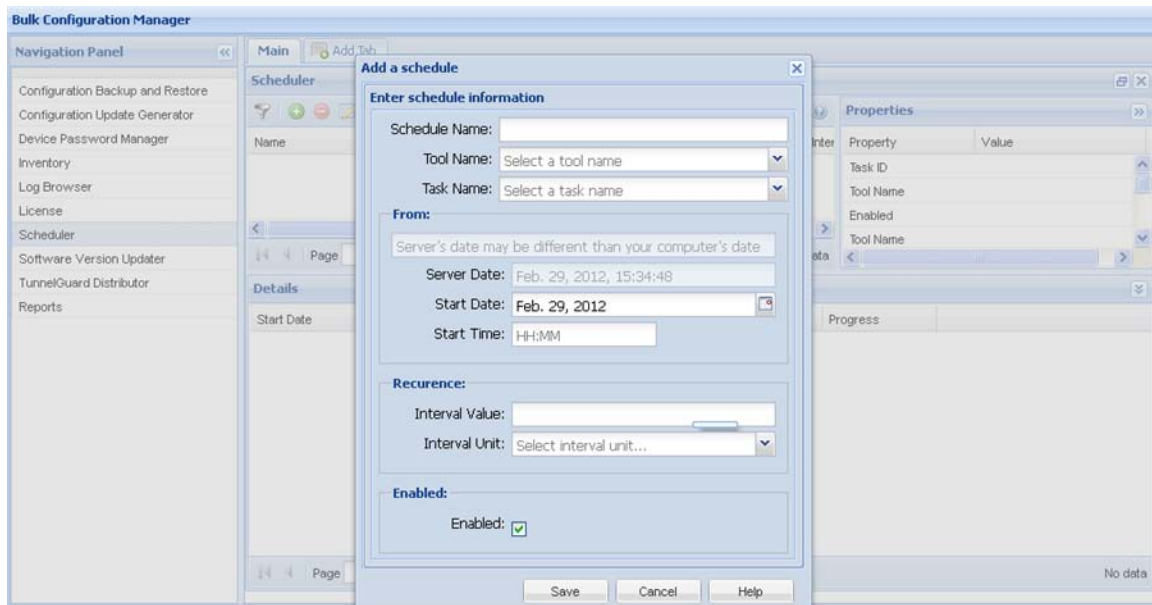 Bulk Configuration Manager
Navigation Panel
Configuration Backup and Restore
Configuration Update Generator
Device Password Manager
Inventory
Log Browser
License
Scheduler
Software Version Updater
TunnelGuard Distributor
Reports
Main
Add Tab
Scheduler
Name
Inter
Page
ata
Properties
Property Value
Task ID
Tool Name
Enabled
Tool Name
Details
Start Date
Progress
Page
No data
Add a schedule
Enter schedule information
Schedule Name:
Tool Name: Select a tool name
Task Name: Select a task name
From:
Server's date may be different than your computer's date
Server Date: Feb. 29, 2012, 15:34:48
Start Date: Feb. 29, 2012
Start Time: HH:MM
Recurence:
Interval Value:
Interval Unit: Select interval unit...
Enabled:
Enabled:
Save Cancel Help